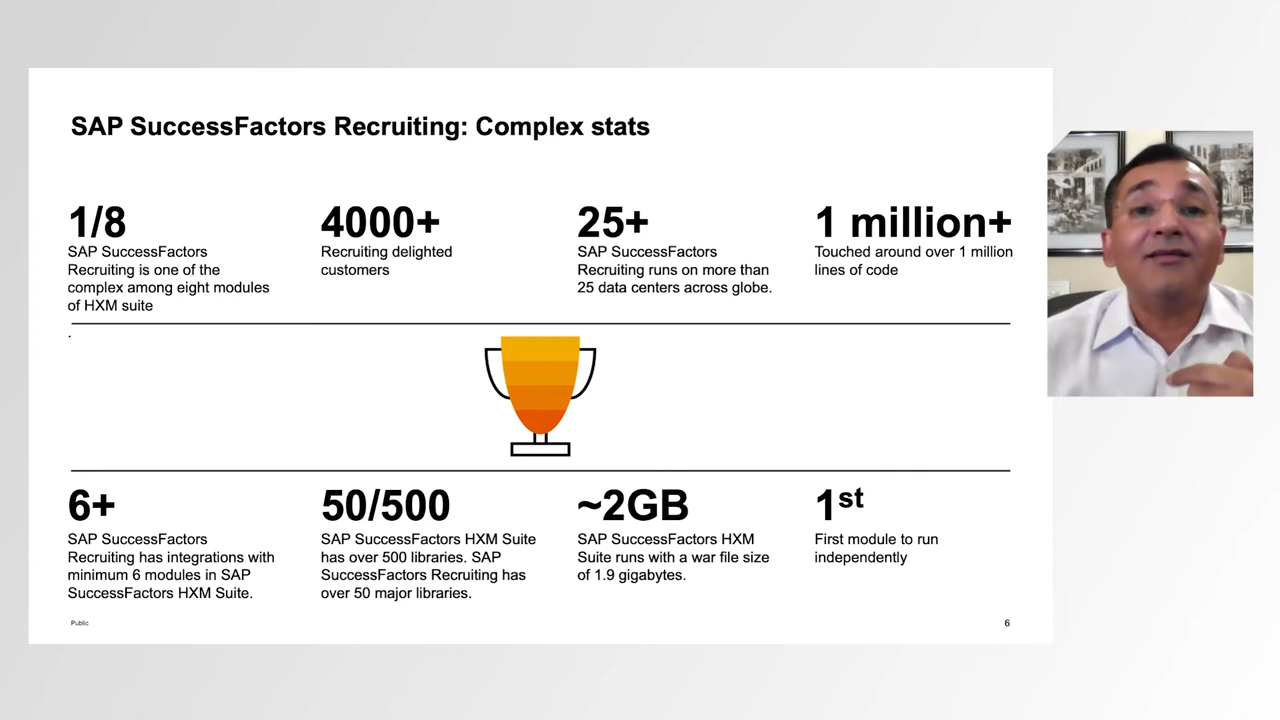 SAP SuccessFactors Recruiting: Complex stats
1/8
SAP SuccessFactors
Recruiting is one of the
complex among eight modules
of HXM suite
.
4000+
Recruiting delighted
customers
25+
SAP SuccessFactors
Recruiting runs on more than
25 data centers across globe.
1 million+
Touched around over 1 million
lines of code
6+
SAP SuccessFactors
Recruiting has integrations with
minimum 6 modules in SAP
SuccessFactors HXM Suite.
50/500
SAP SuccessFactors HXM Suite
has over 500 libraries. SAP
SuccessFactors Recruiting has
over 50 major libraries.
~2GB
SAP SuccessFactors HXM
Suite runs with a war file size
of 1.9 gigabytes.
1st
First module to run
independently
Public
6